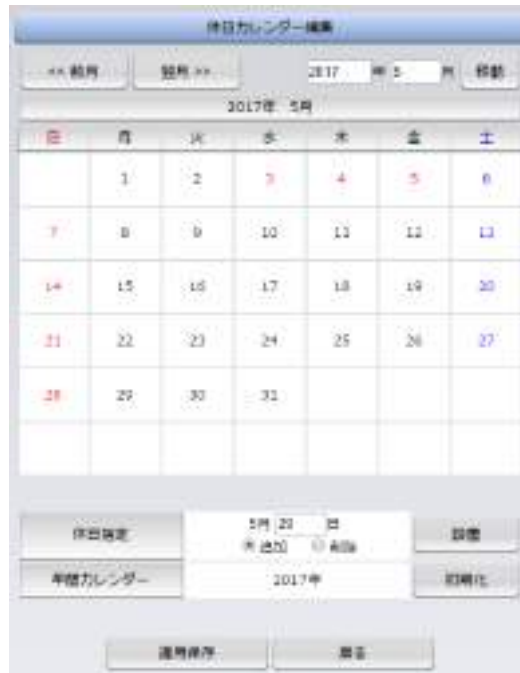 休日カレンダー編集
<< 前月 翌月 >> 2017 年 5 月 移動
2017年 5月
日 月 火 水 木 金 土
1 2 3 4 5 6
7 8 9 10 11 12 13
14 15 16 17 18 19 20
21 22 23 24 25 26 27
28 29 30 31
5月 29 日
休日指定 設置
追加 削除
年間カレンダー 2017年 初期化
運用保存 戻る